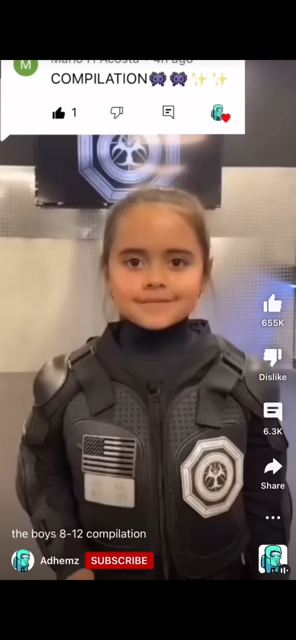 M
COMPILATION👾👾✨✨
1
655K
Dislike
6.3K
Share
the boys 8-12 compilation
Adhemz SUBSCRIBE